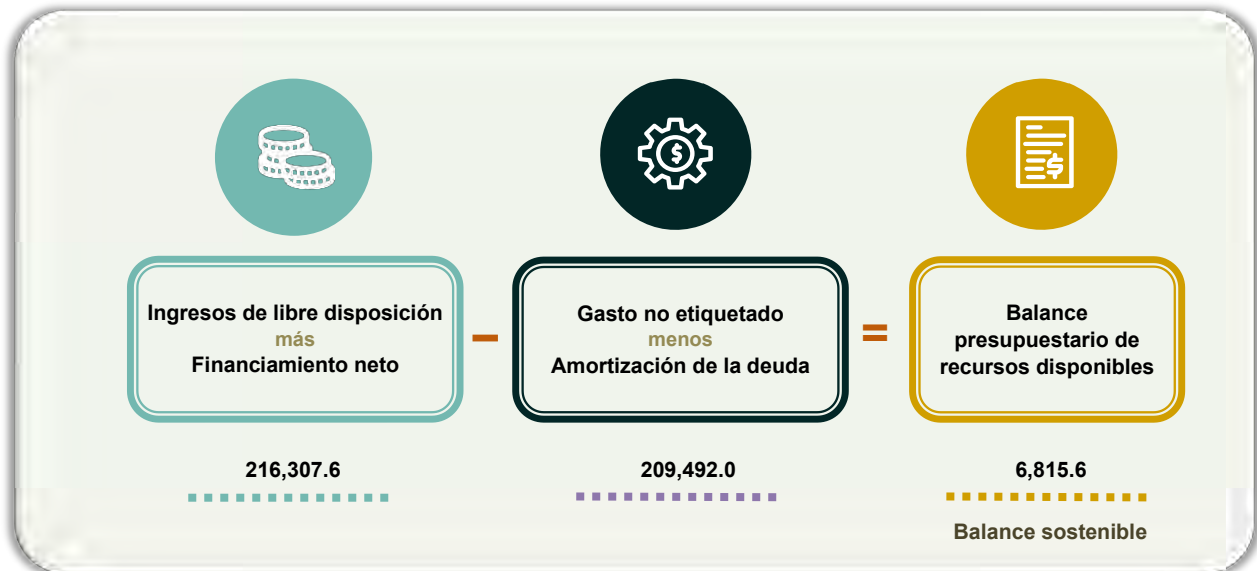 Ingresos de libre disposición
más
Financiamiento neto
−
Gasto no etiquetado
menos
Amortización de la deuda
=
Balance
presupuestario de
recursos disponibles
216,307.6
209,492.0
6,815.6
Balance sostenible